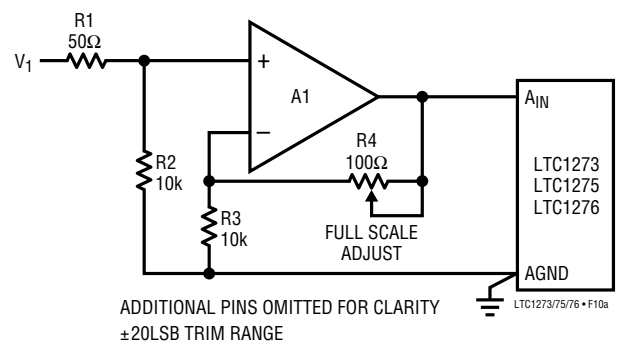 R1
50Ω
V1
+
A1
−
AIN
R4
100Ω
R2
10k
LTC1273
LTC1275
LTC1276
R3
10k
FULL SCALE
ADJUST
AGND
LTC1273/75/76 • F10a
ADDITIONAL PINS OMITTED FOR CLARITY
±20LSB TRIM RANGE